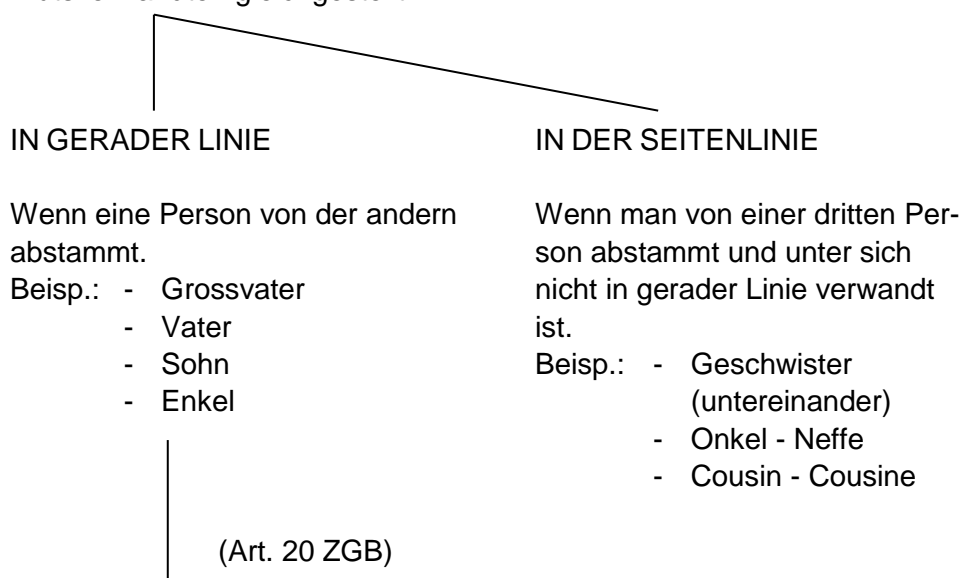 IN GERADER LINIE
Wenn eine Person von der andern
abstammt.
Beisp.: - Grossvater
- Vater
- Sohn
- Enkel
IN DER SEITENLINIE
Wenn man von einer dritten Per-
son abstammt und unter sich
nicht in gerader Linie verwandt
ist.
Beisp.: - Geschwister
(untereinander)
- Onkel - Neffe
- Cousin - Cousine
(Art. 20 ZGB)